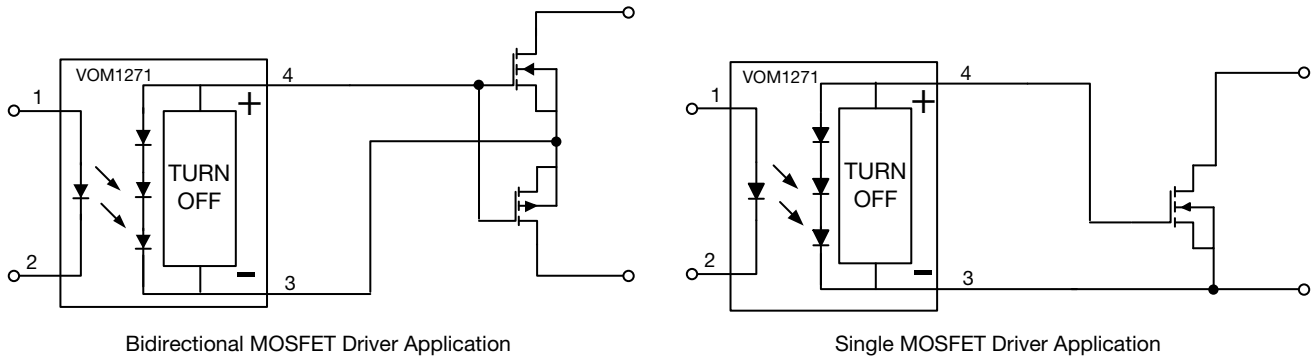 VOM1271
1
2
4
+
TURN
OFF
-
3
Bidirectional MOSFET Driver Application
VOM1271
1
2
4
+
TURN
OFF
-
3
Single MOSFET Driver Application